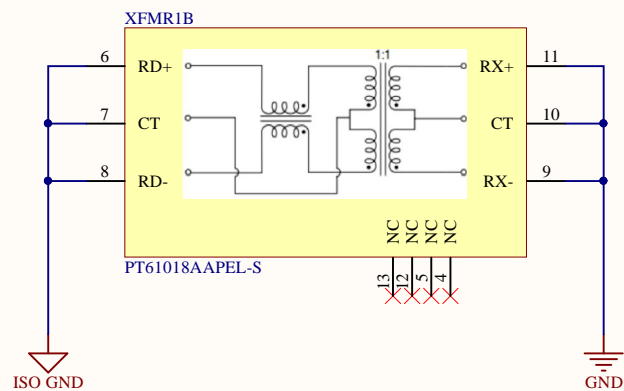 XFMR1B
1:1
6 RD+ RX+ 11
7 CT CT 10
8 RD- RX- 9
NC NC NC NC
13 12 5 4
PT61018AAPEL-S
ISO GND GND